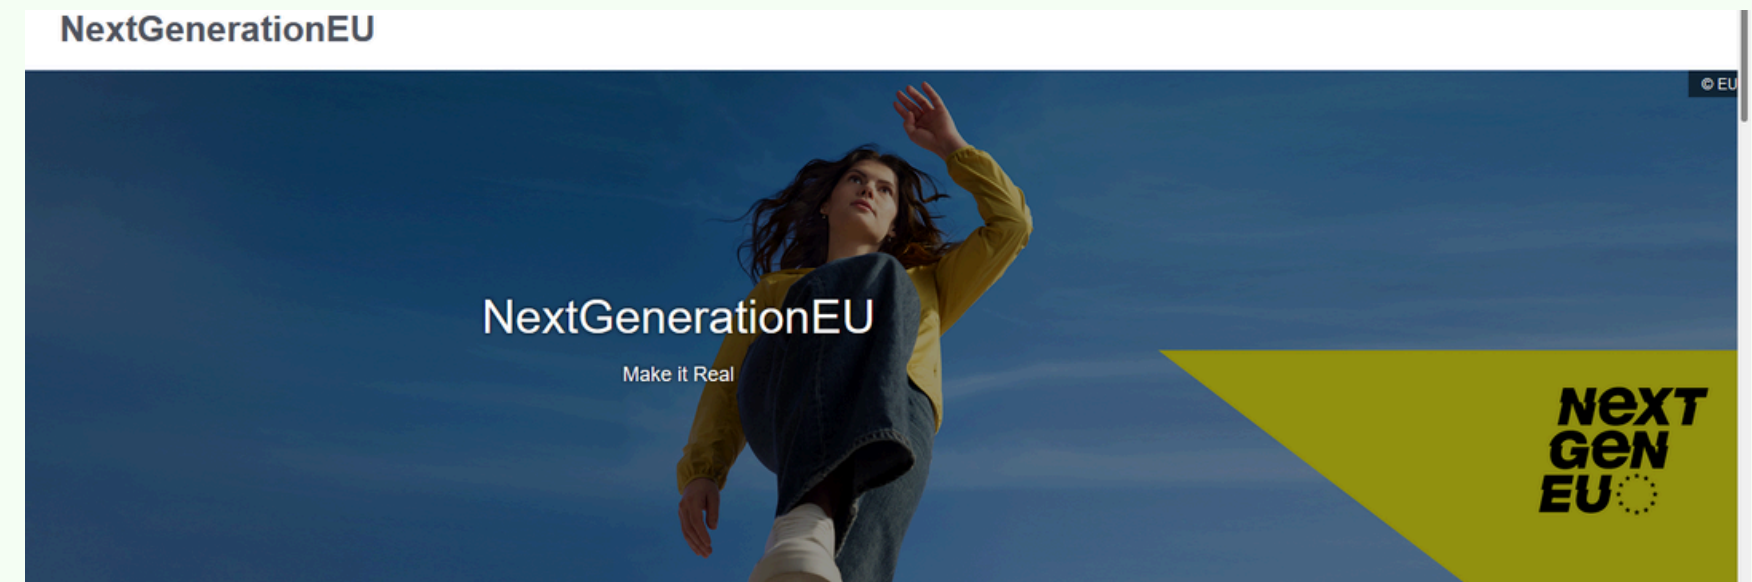 NextGenerationEU
© EU
NextGenerationEU
Make it Real
NeXT
GeN
EU